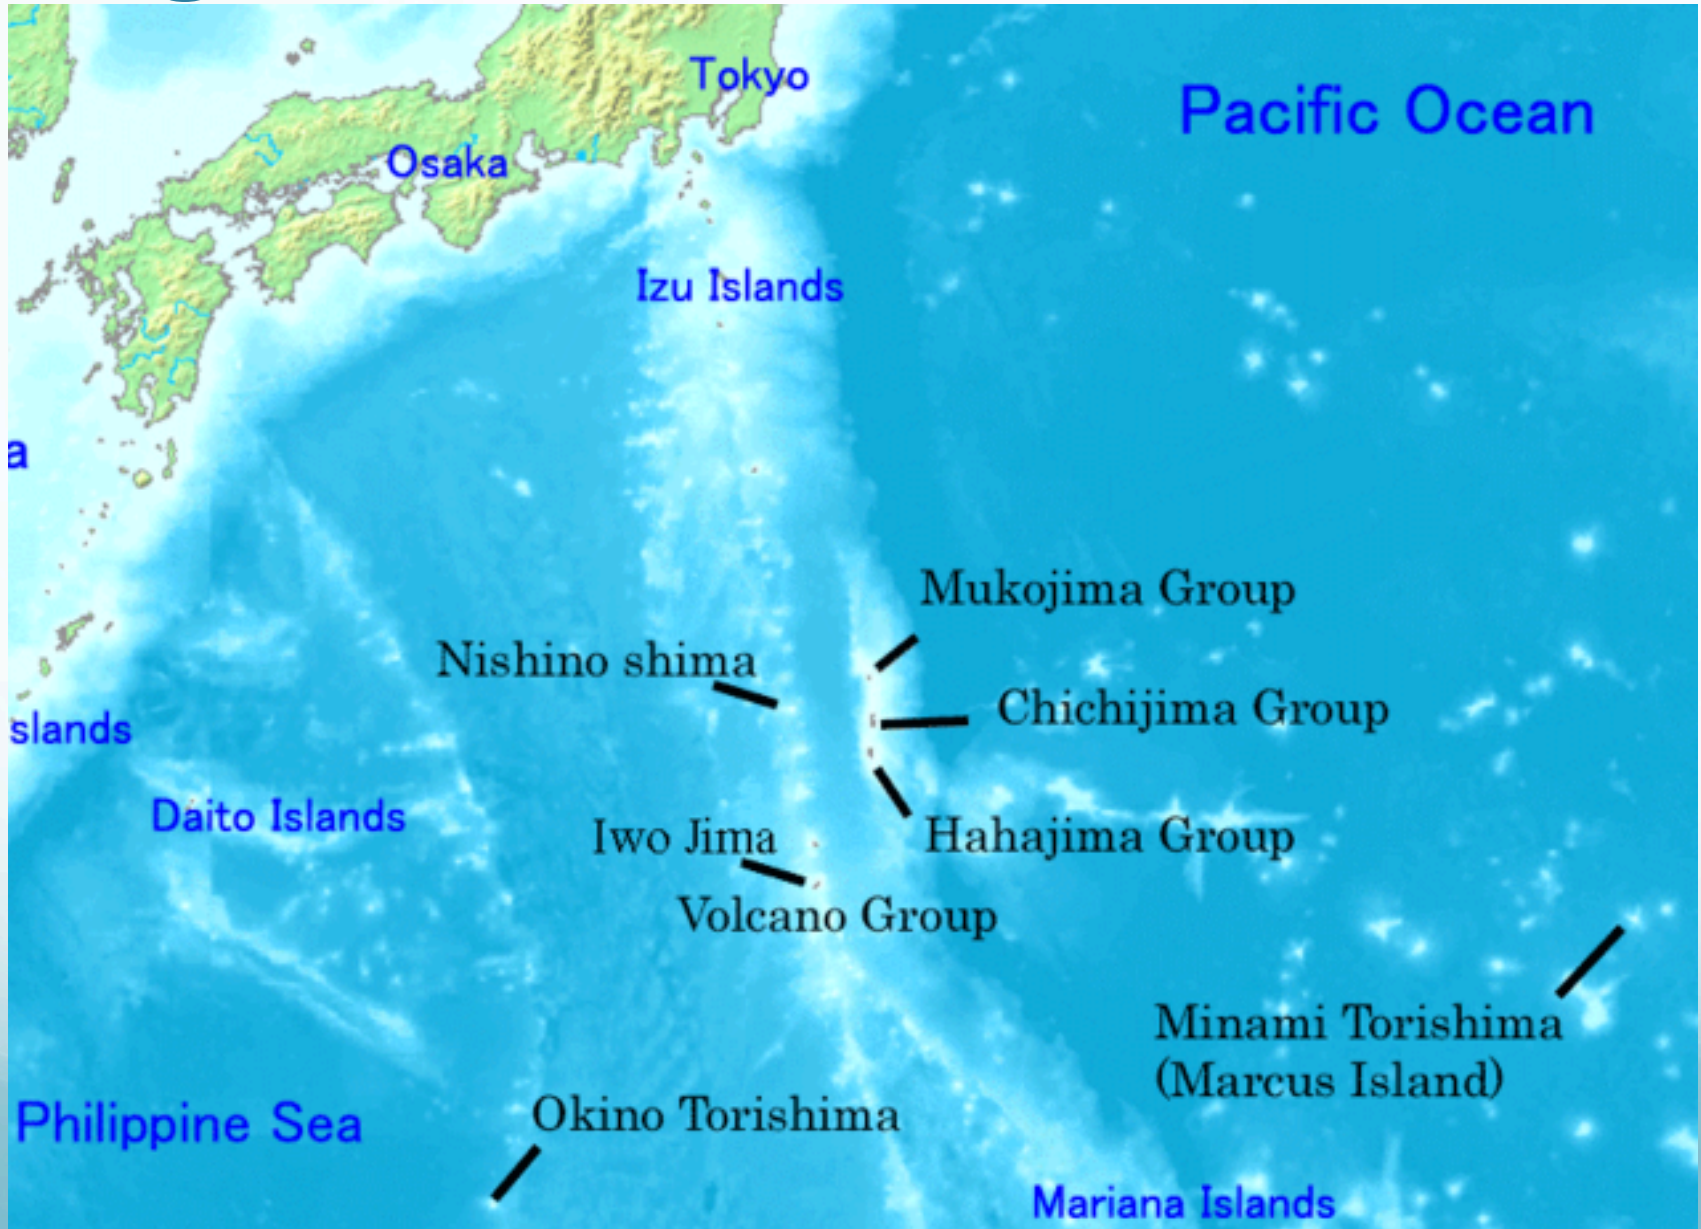 Tokyo
Pacific Ocean
Osaka
Izu Islands
a
Mukojima Group
Nishino shima
Chichijima Group
slands
Daito Islands
Iwo Jima
Hahajima Group
Volcano Group
Minami Torishima
(Marcus Island)
Okino Torishima
Philippine Sea
Mariana Islands